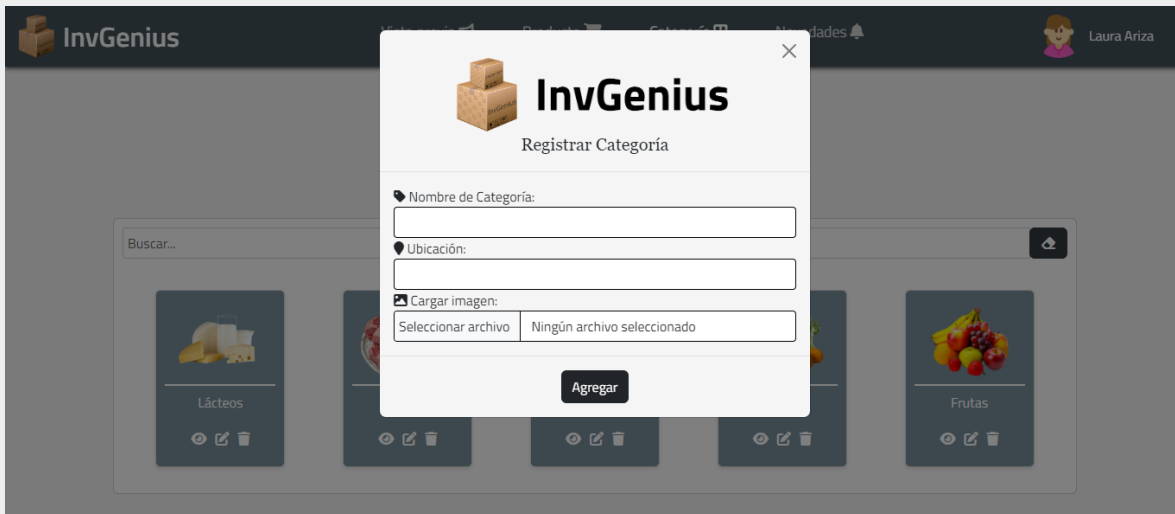 InvGenius
Laura Ariza
InvGenius
Registrar Categoría
Nombre de Categoría:
Ubicación:
Cargar imagen:
Seleccionar archivo Ningún archivo seleccionado
Agregar
Buscar...
Lácteos
Frutas